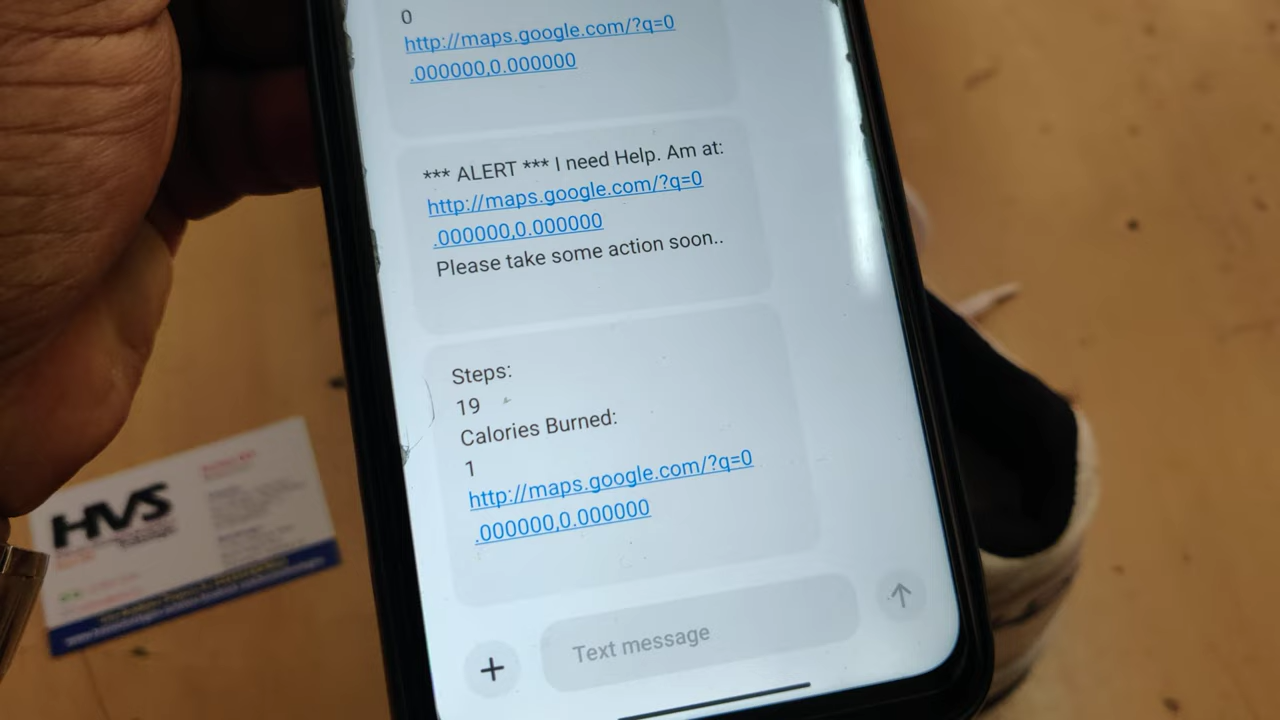 0
http://maps.google.com/?q=0
.000000,0.000000
*** ALERT *** I need Help. Am at:
http://maps.google.com/?q=0
.000000,0.000000
Please take some action soon..
Steps:
19
Calories Burned:
1
http://maps.google.com/?q=0
.000000,0.000000
Text message
HVS